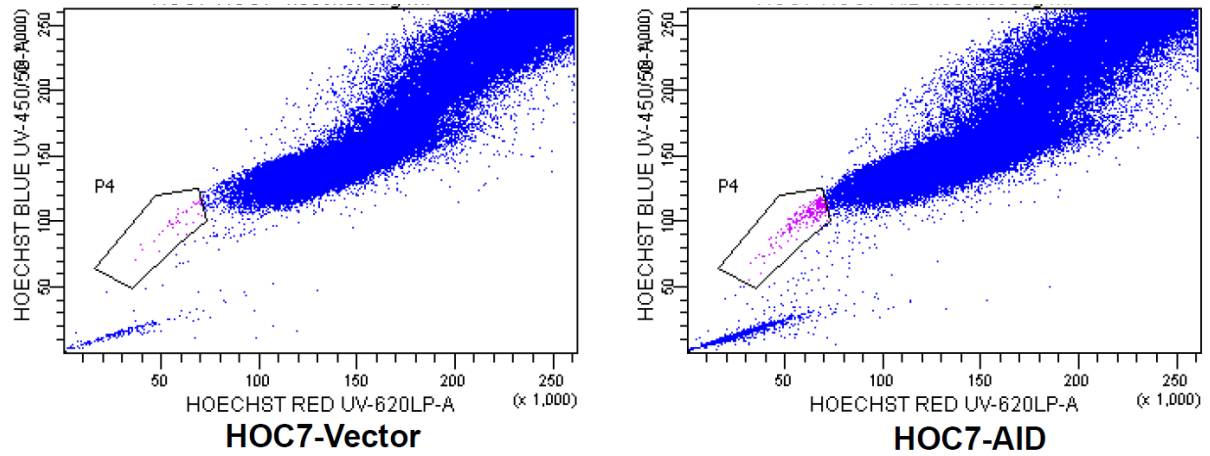 HOECHST BLUE UV-450/50-A
250
200
150
100
50
P4
50 100 150 200 250
HOECHST RED UV-620LP-A (x 1,000)
HOC7-Vector
HOECHST BLUE UV-450/50-A
250
200
150
100
50
P4
50 100 150 200 250
HOECHST RED UV-620LP-A (x 1,000)
HOC7-AID